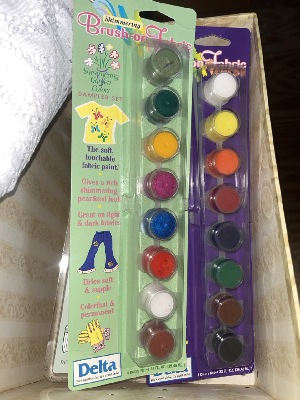 Shimmering
Brush-on Fabric
Shimmering
Colors
SAMPLER SET
The soft,
touchable
fabric paint.
Gives a rich
shimmering
pearlized look
Great on light
& dark fabrics
Dries soft
& supple
Colorfast &
permanent
Delta
Fabric